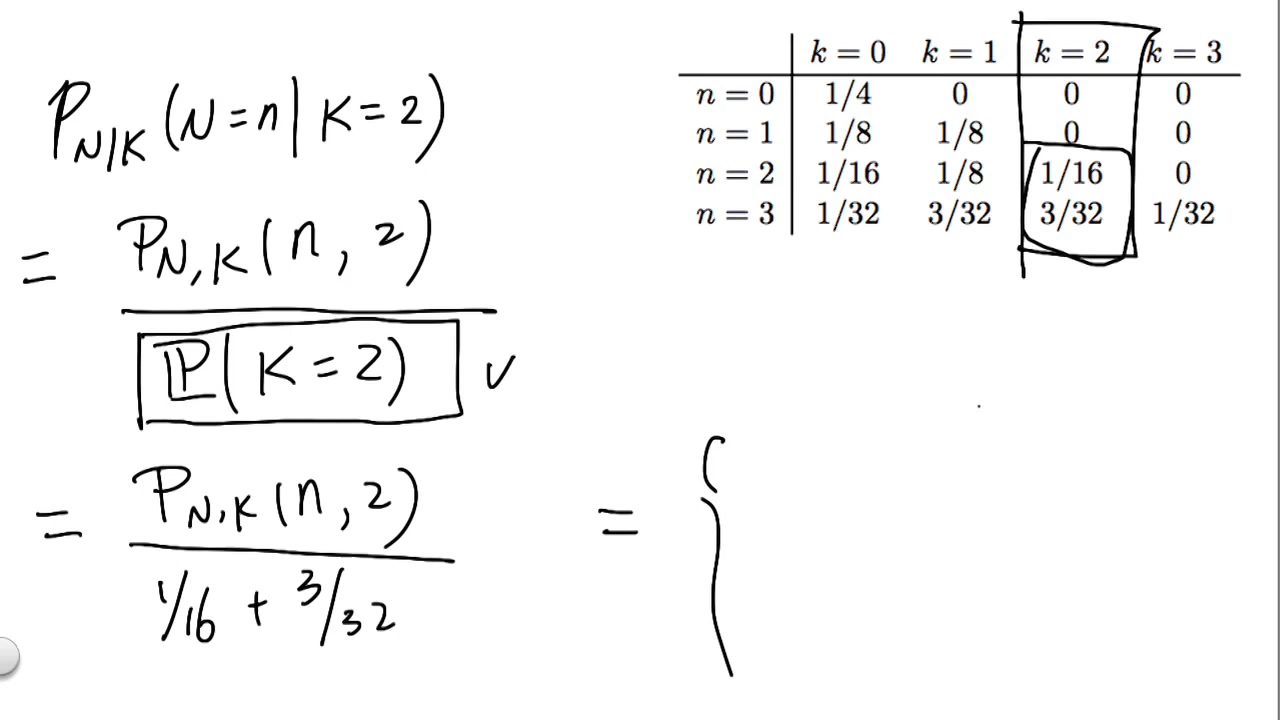 P_{N|K}(N=n|K=2)
= P_{N,K}(n, 2)
ℙ(K=2) ✓
= P_{N,K}(n, 2)
1/16 + 3/32
= {
k = 0 k = 1 k = 2 k = 3
n = 0 1/4 0 0 0
n = 1 1/8 1/8 0 0
n = 2 1/16 1/8 1/16 0
n = 3 1/32 3/32 3/32 1/32